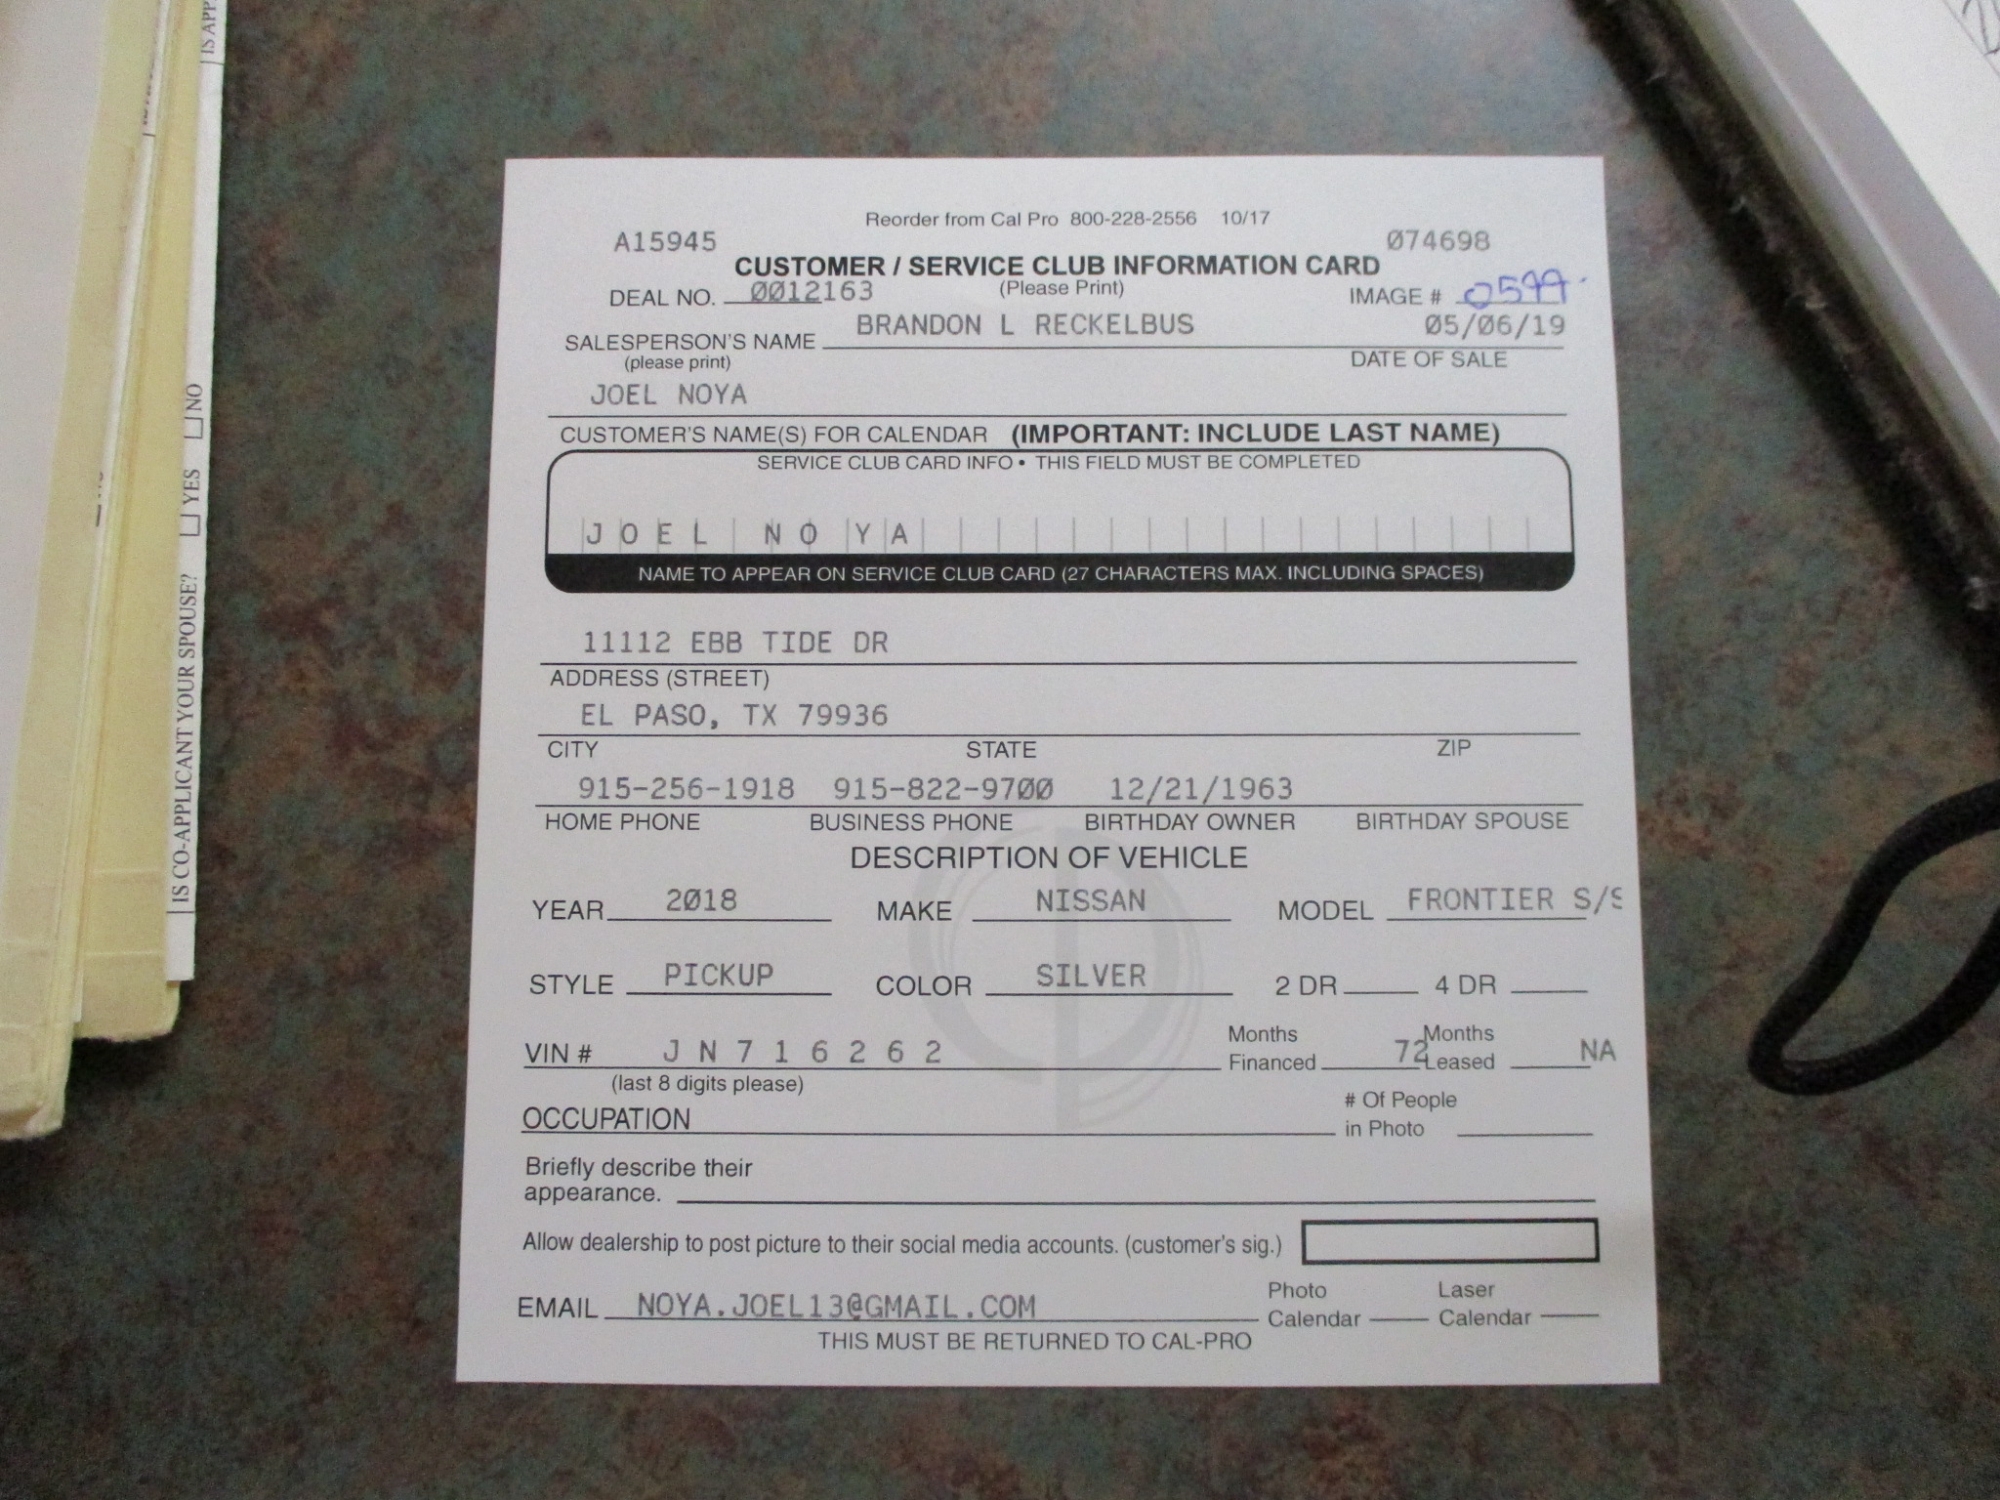 Reorder from Cal Pro 800-228-2556 10/17
A15945 074698
CUSTOMER / SERVICE CLUB INFORMATION CARD
DEAL NO. 0012163 (Please Print) IMAGE # 0599
BRANDON L RECKELBUS 05/06/19
SALESPERSON'S NAME
(please print) DATE OF SALE
JOEL NOYA
CUSTOMER'S NAME(S) FOR CALENDAR (IMPORTANT: INCLUDE LAST NAME)
SERVICE CLUB CARD INFO • THIS FIELD MUST BE COMPLETED
JOEL NOYA
NAME TO APPEAR ON SERVICE CLUB CARD (27 CHARACTERS MAX. INCLUDING SPACES)
11112 EBB TIDE DR
ADDRESS (STREET)
EL PASO, TX 79936
CITY STATE ZIP
915-256-1918 915-822-9700 12/21/1963
HOME PHONE BUSINESS PHONE BIRTHDAY OWNER BIRTHDAY SPOUSE
DESCRIPTION OF VEHICLE
YEAR 2018 MAKE NISSAN MODEL FRONTIER S/S
STYLE PICKUP COLOR SILVER 2 DR 4 DR
VIN # J N 7 1 6 2 6 2 Months Financed 72 Months Leased NA
(last 8 digits please)
OCCUPATION # Of People in Photo
Briefly describe their
appearance.
Allow dealership to post picture to their social media accounts. (customer's sig.)
EMAIL NOYA.JOEL13@GMAIL.COM Photo Calendar Laser Calendar
THIS MUST BE RETURNED TO CAL-PRO
IS CO-APPLICANT YOUR SPOUSE? YES NO